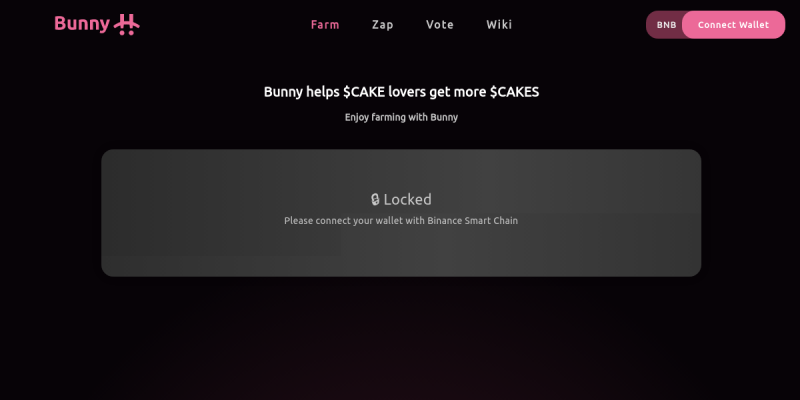 Bunny
Farm Zap Vote Wiki
BNB Connect Wallet
Bunny helps $CAKE lovers get more $CAKES
Enjoy farming with Bunny
Locked
Please connect your wallet with Binance Smart Chain